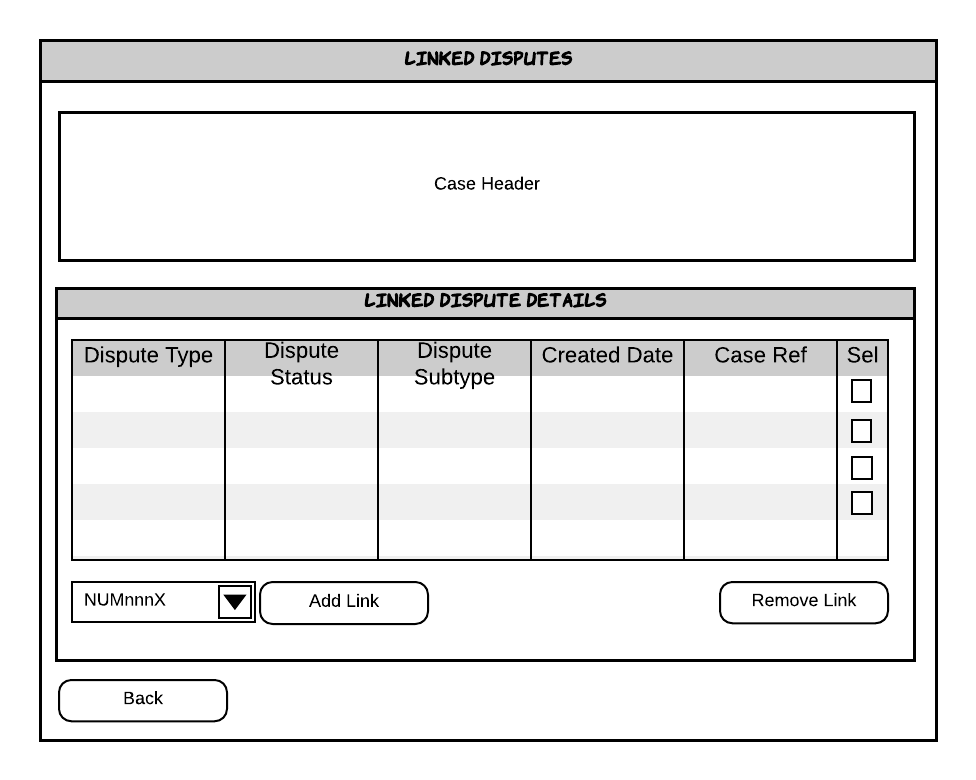 LINKED DISPUTES
Case Header
LINKED DISPUTE DETAILS
Dispute Type
Dispute
Status
Dispute
Subtype
Created Date
Case Ref
Sel
NUMnnnX
Add Link
Remove Link
Back